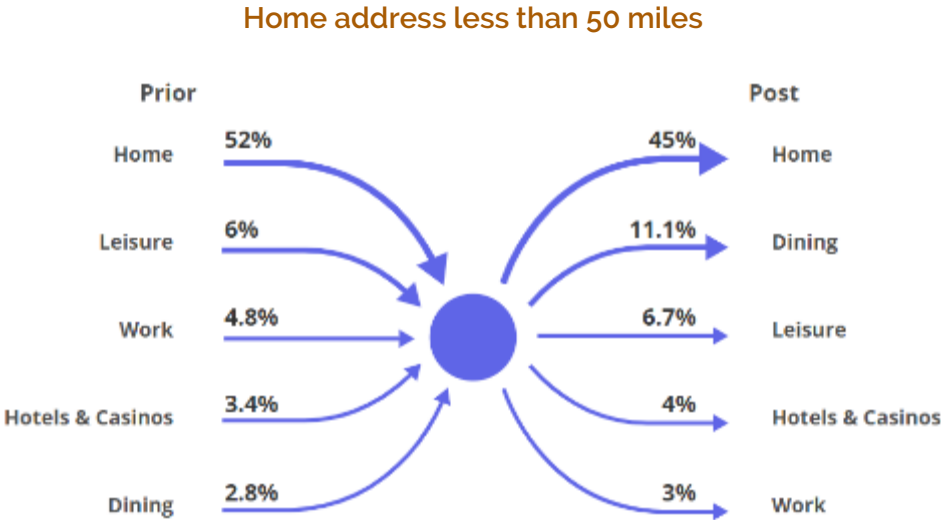 Home address less than 50 miles
Prior
Post
Home 52%
45% Home
Leisure 6%
11.1% Dining
Work 4.8%
6.7% Leisure
Hotels & Casinos 3.4%
4% Hotels & Casinos
Dining 2.8%
3% Work